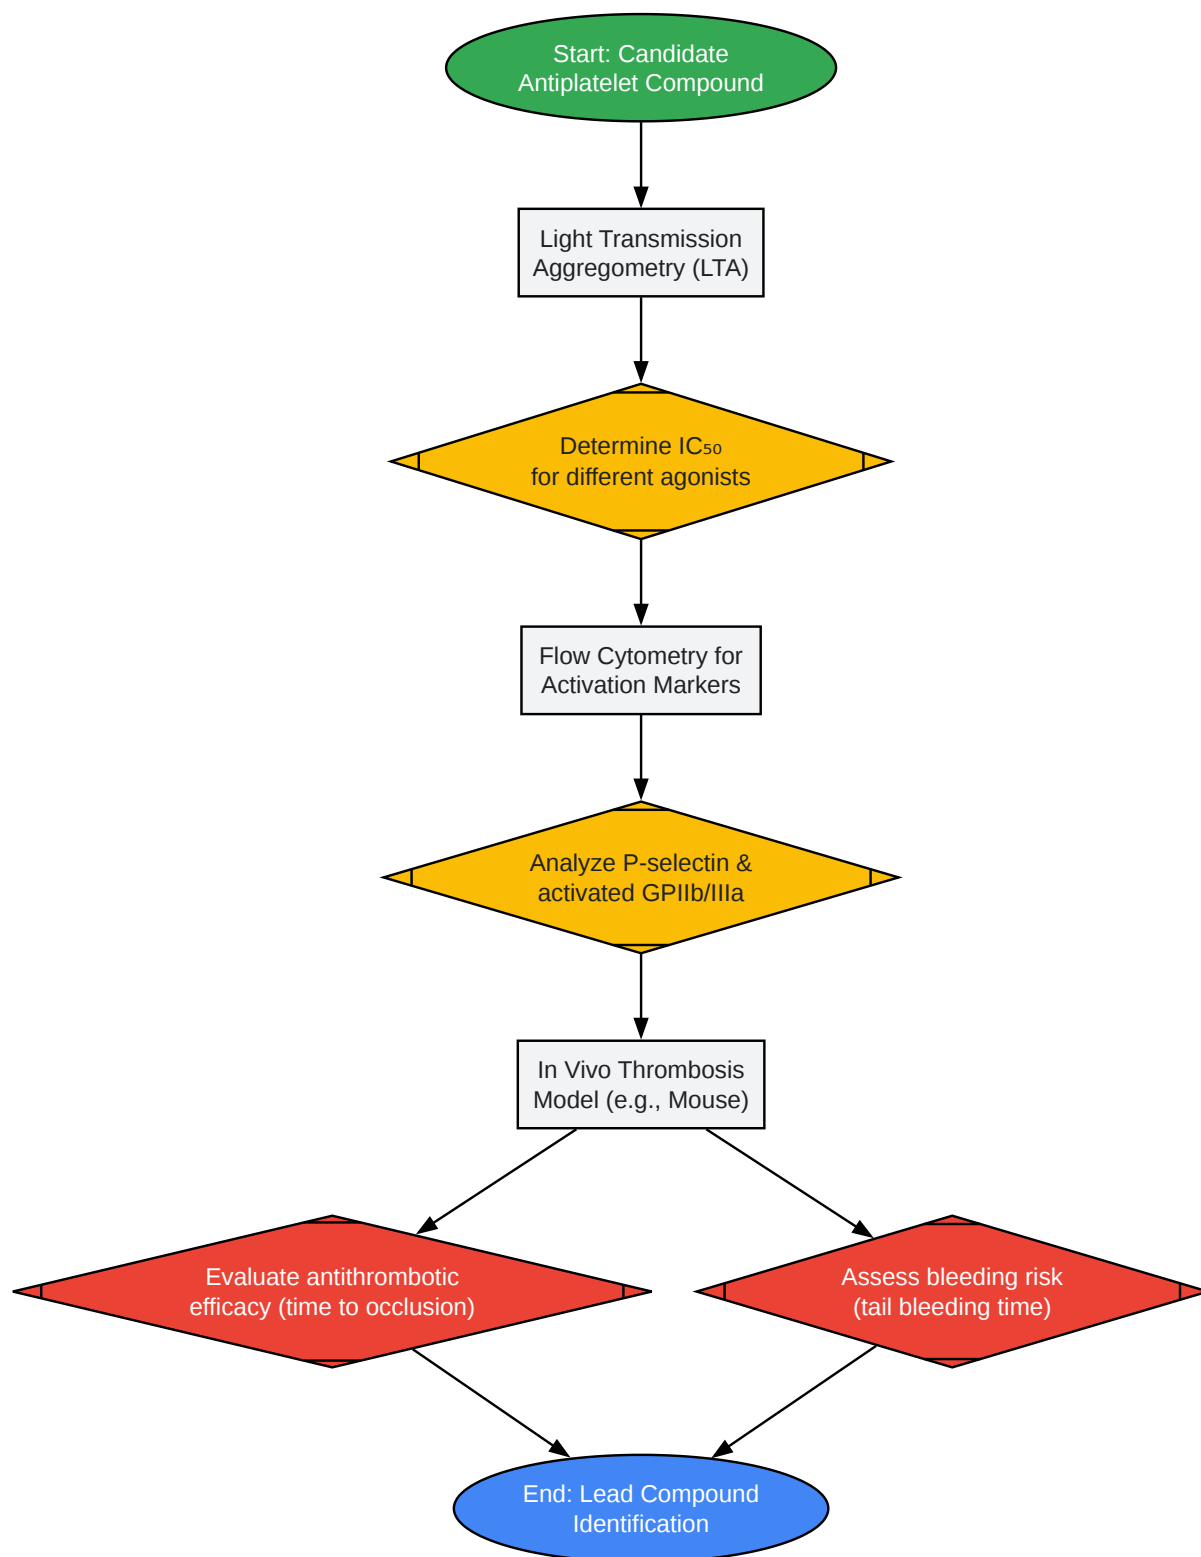 Start: Candidate
Antiplatelet Compound
Light Transmission
Aggregometry (LTA)
Determine IC₅₀
for different agonists
Flow Cytometry for
Activation Markers
Analyze P-selectin &
activated GPIIb/IIIa
In Vivo Thrombosis
Model (e.g., Mouse)
Evaluate antithrombotic
efficacy (time to occlusion)
Assess bleeding risk
(tail bleeding time)
End: Lead Compound
Identification